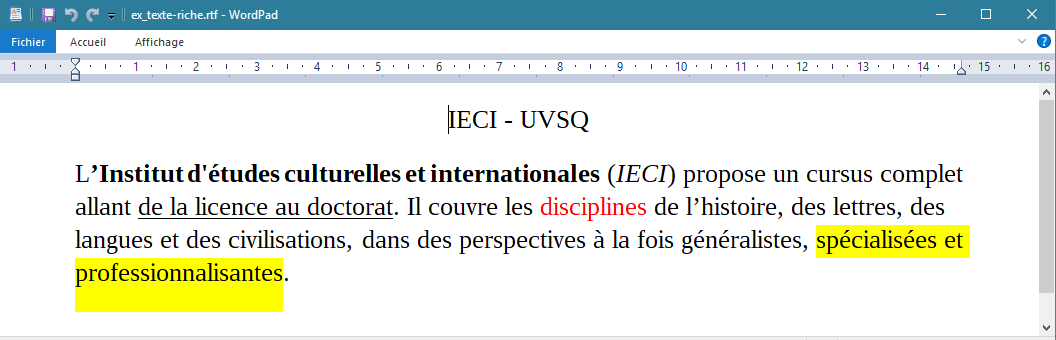 ex_texte-riche.rtf - WordPad
Fichier Accueil Affichage
1 1 2 3 4 5 6 7 8 9 10 11 12 13 14 15 16
IECI - UVSQ
L’Institut d'études culturelles et internationales (IECI) propose un cursus complet
allant de la licence au doctorat. Il couvre les disciplines de l’histoire, des lettres, des
langues et des civilisations, dans des perspectives à la fois généralistes, spécialisées et
professionnalisantes.